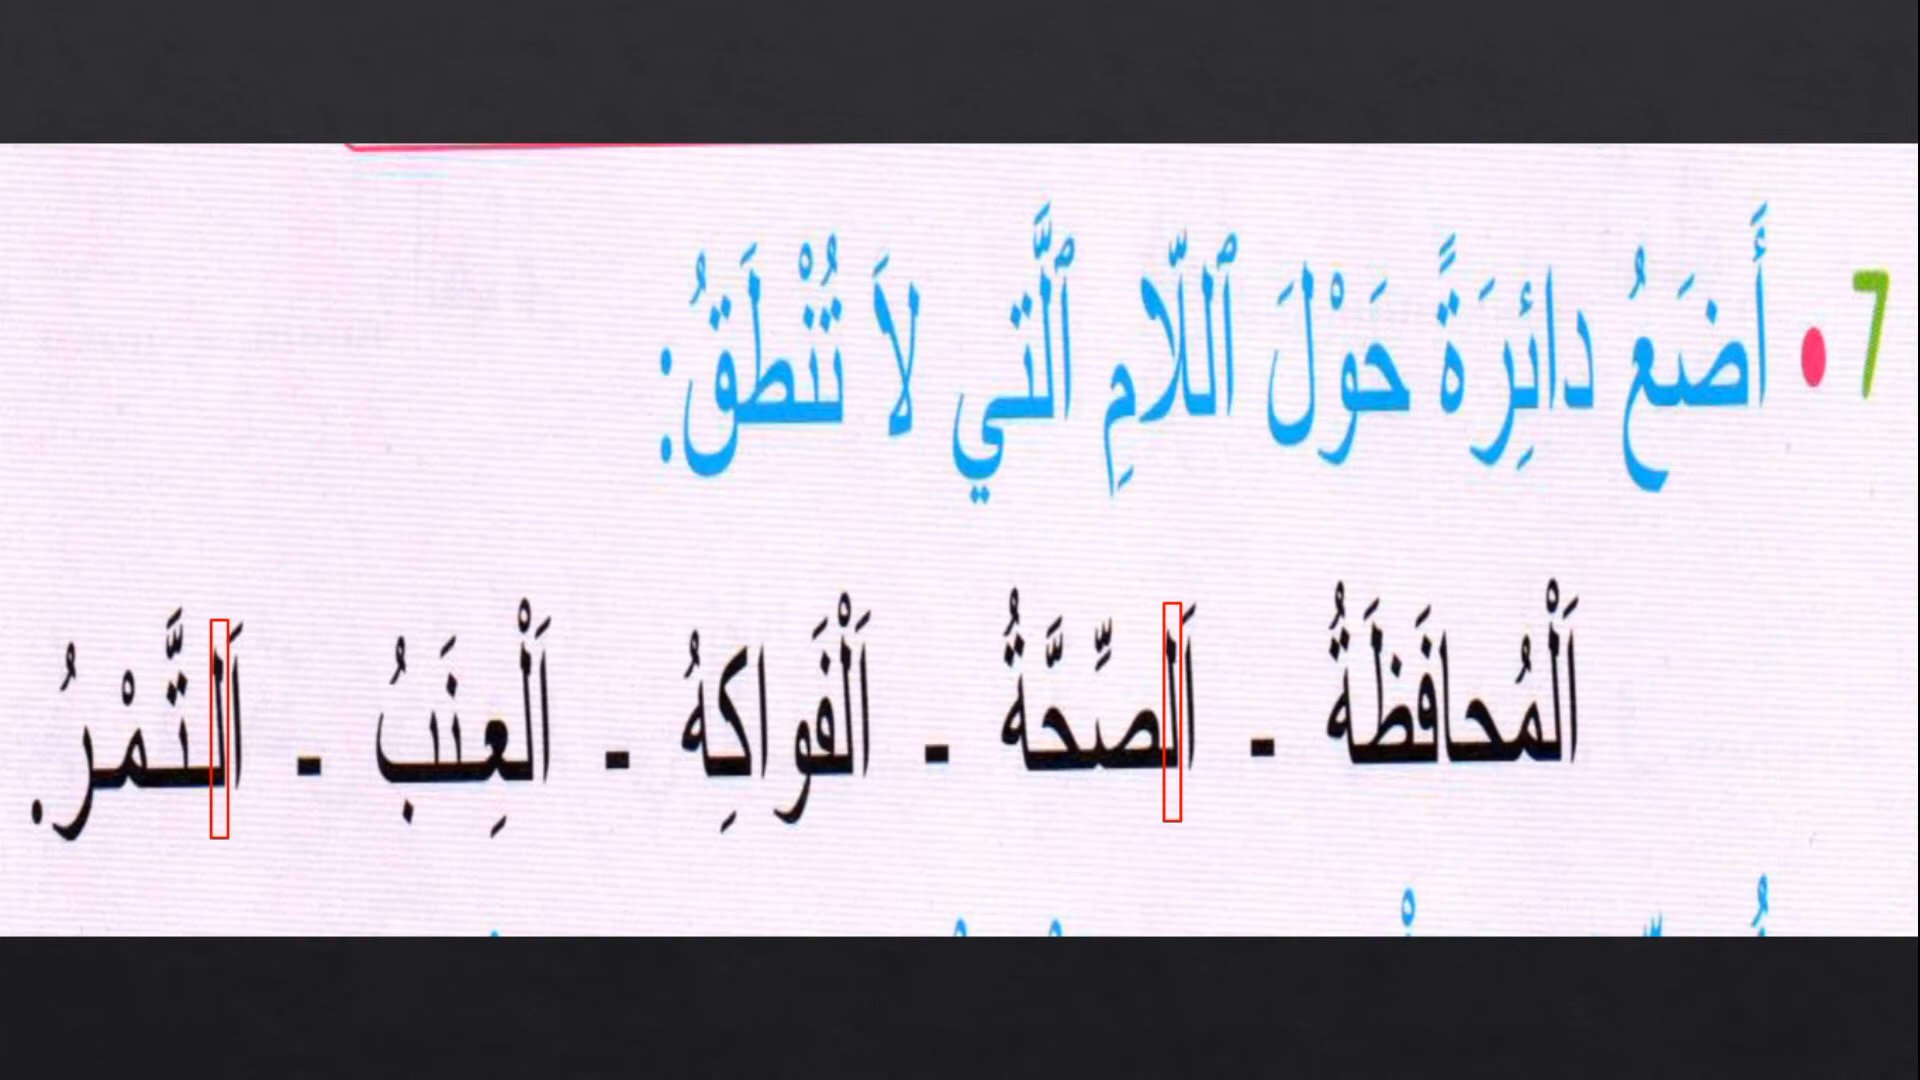 7 • أَضَعُ دائِرَةً حَوْلَ ٱللّامِ ٱلَّتي لاَ تُنْطَقُ:
اَلْمُحافَظَةُ - اَلصِّحَّةُ - اَلْفَواكِهُ - اَلْعِنَبُ - اَلتَّمْرُ.